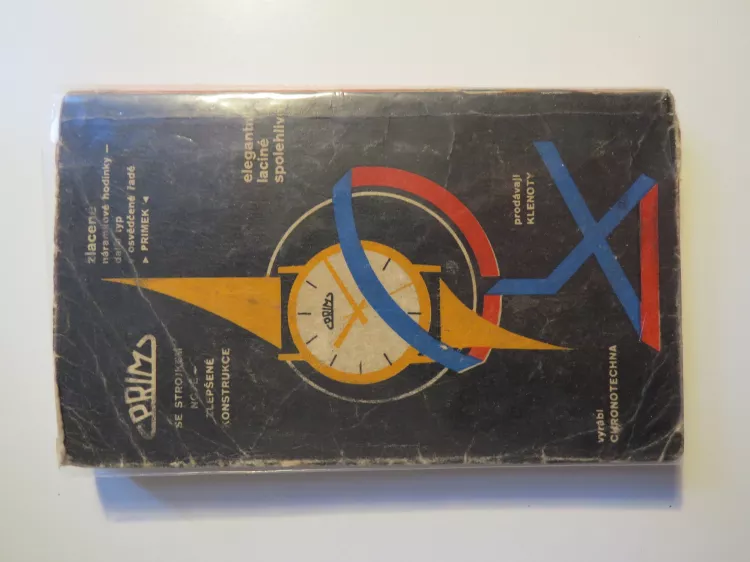 PRIM
SE STROJKEM
ZLEPŠENÉ
KONSTRUKCE
zlacené
náramkové hodinky –
další typ
osvědčené řadě
▸ PRIMEK ◂
elegantní
laciné
spolehlivé
PRIM
prodávají
KLENOTY
vyrábí
CHRONOTECHNA